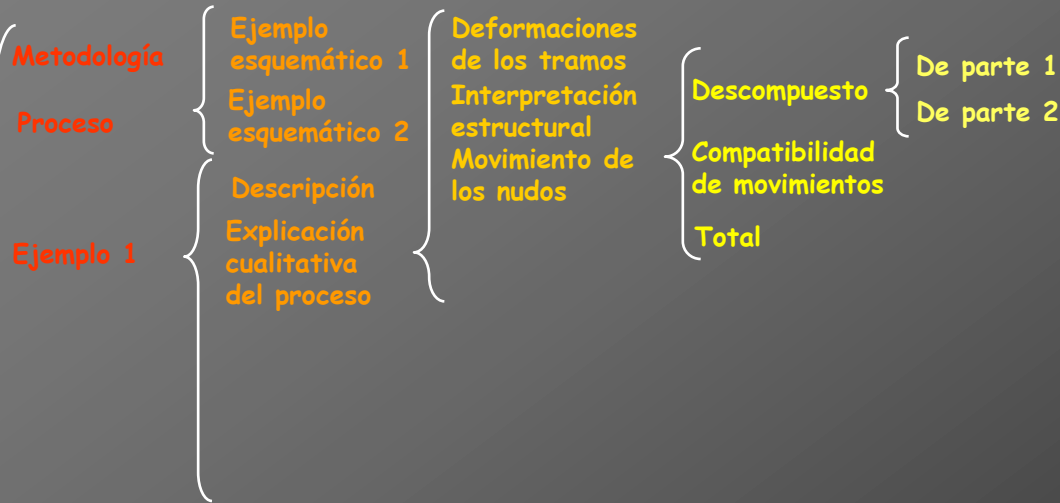 Metodología
Proceso
Ejemplo 1
Ejemplo
esquemático 1
Ejemplo
esquemático 2
Descripción
Explicación
cualitativa
del proceso
Deformaciones
de los tramos
Interpretación
estructural
Movimiento de
los nudos
Descompuesto
Compatibilidad
de movimientos
Total
De parte 1
De parte 2